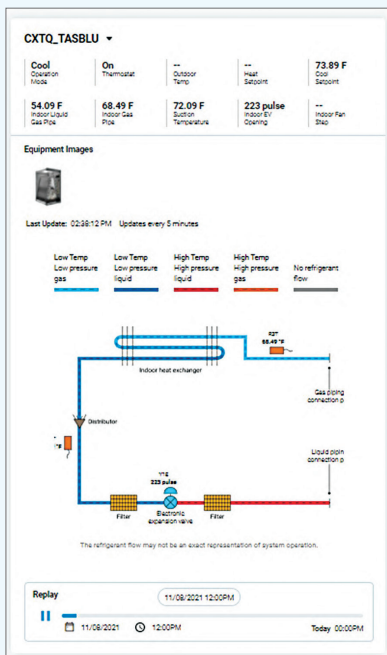 CXTQ_TASBLU
Cool On -- -- 73.89 F
Operation Thermostat Outdoor Heat Cool
Mode Temp Setpoint Setpoint
54.09 F 68.49 F 72.09 F 223 pulse --
Indoor Liquid Indoor Gas Suction Indoor EV Indoor Fan
Gas Pipe Pipe Temperature Opening Step
Equipment Images
Last Update: 02:38:12 PM Updates every 5 minutes
Low Temp Low Temp High Temp High Temp
Low pressure Low pressure High pressure High pressure No refrigerant
gas liquid liquid gas flow
68.49 °F
Indoor heat exchanger
Gas piping
connection p
Distributor
Liquid pipin
connection p
223 pulse
Filter Electronic Filter
expansion valve
The refrigerant flow may not be an exact representation of system operation.
Replay 11/08/2021 12:00PM
11/08/2021 12:00PM Today 00:00PM